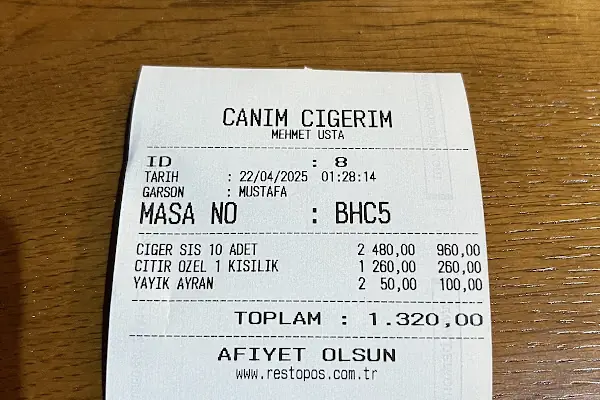 CANIM CIGERIM
MEHMET USTA
ID : 8
TARIH : 22/04/2025 01:28:14
GARSON : MUSTAFA
MASA NO : BHC5
CIGER SIS 10 ADET 2 480,00 960,00
CITIR OZEL 1 KISILIK 1 260,00 260,00
YAYIK AYRAN 2 50,00 100,00
TOPLAM : 1.320,00
AFIYET OLSUN
www.restopos.com.tr